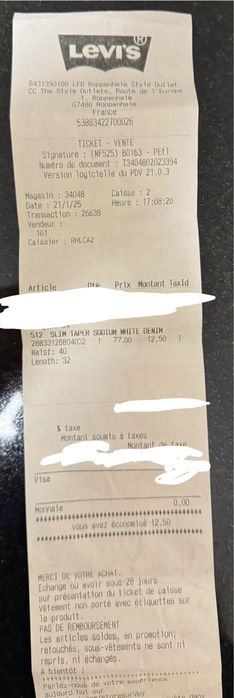 LEVI'S®
8431390100 LFO Roppenheim Style Outlet
CC The Style Outlets, Route de l'Europe
1, Roppenheim
67480 Roppenheim
France
53883422700026
TICKET - VENTE
Signature : (NF525) B0163 - PEf1
Numéro de document : T3404802023394
Version logicielle du PDV 21.0.3
Magasin : 34048 Caisse : 2
Date : 21/1/25 Heure : 17:08:20
Transaction : 26638
Vendeur :
101
Caissier : RHLCA2
Article Qté Prix Montant TaxId
512 SLIM TAPER SODIUM WHITE DENIM
28833128804032 1 77.00 12,50 1
Waist: 40
Length: 32
% taxe
Montant soumis à taxes
Montant de taxe
Visa
Monnaie 0,00
vous avez économisé 12,50
MERCI DE VOTRE ACHAT.
Echange ou avoir sous 28 jours
sur présentation du ticket de caisse
Vêtement non porté avec étiquettes sur
le produit.
PAS DE REMBOURSEMENT
Les articles soldés, en promotion,
retouchés, sous-vêtements ne sont ni
repris, ni échangés.
A bientôt !
Parlez-nous de votre expérience
aujourd'hui sur
dans